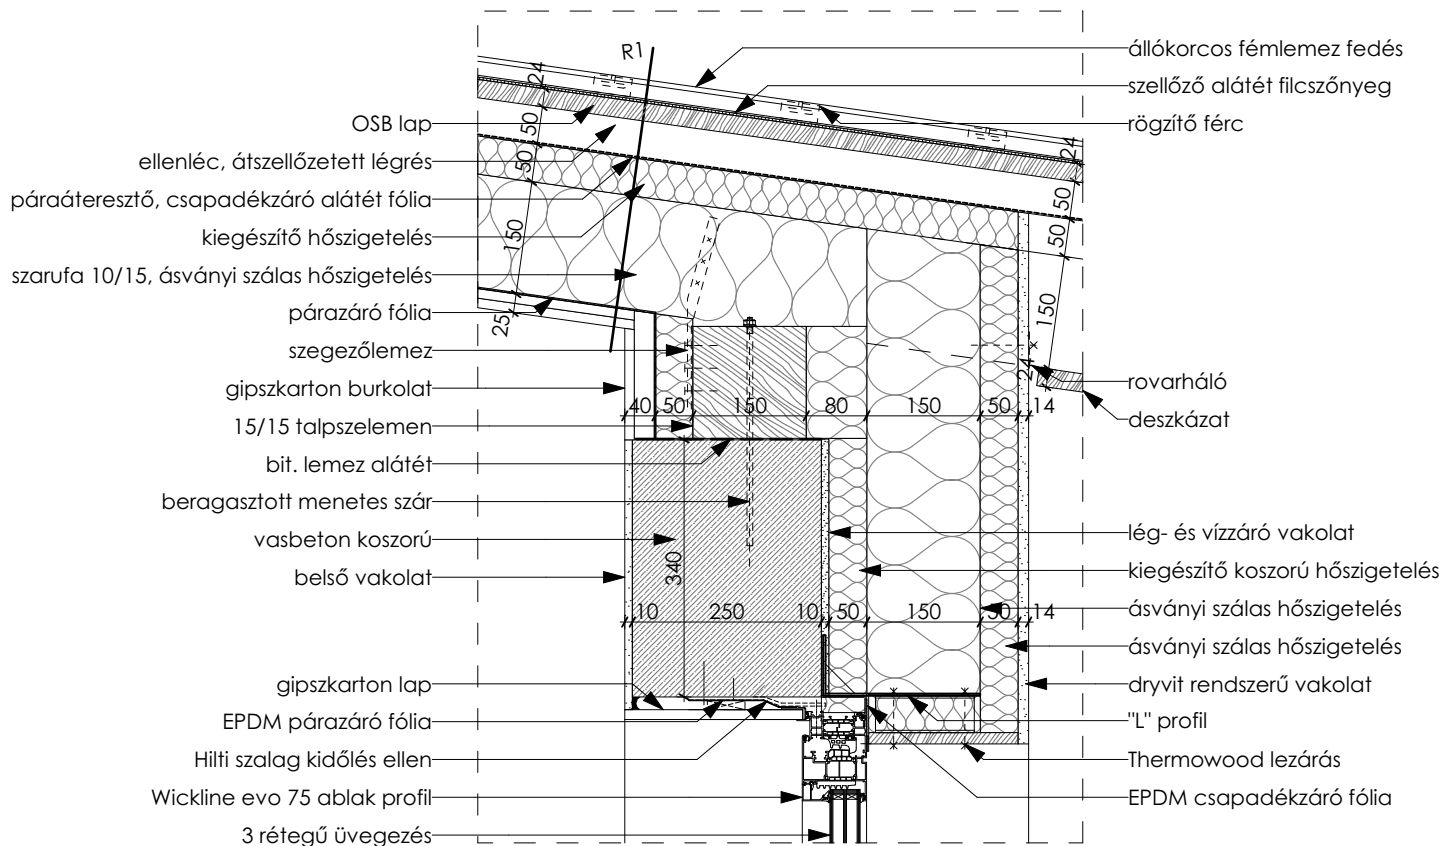 R1
állókorcos fémlemez fedés
szellőző alátét filcszőnyeg
rögzítő férc
OSB lap
ellenléc, átszellőzetett légrés
páraáteresztő, csapadékzáró alátét fólia
kiegészítő hőszigetelés
szarufa 10/15, ásványi szálas hőszigetelés
párazáró fólia
szegezőlemez
gipszkarton burkolat
15/15 talpszelemen
bit. lemez alátét
beragasztott menetes szár
vasbeton koszorú
belső vakolat
gipszkarton lap
EPDM párazáró fólia
Hilti szalag kidőlés ellen
Wickline evo 75 ablak profil
3 rétegű üvegezés
24
50
50
150
25
24
50
50
150
24
40 50 150 80 150 50 14
340
10 250 10 50 150 50 14
rovarháló
deszkázat
lég- és vízzáró vakolat
kiegészítő koszorú hőszigetelés
ásványi szálas hőszigetelés
ásványi szálas hőszigetelés
dryvit rendszerű vakolat
"L" profil
Thermowood lezárás
EPDM csapadékzáró fólia